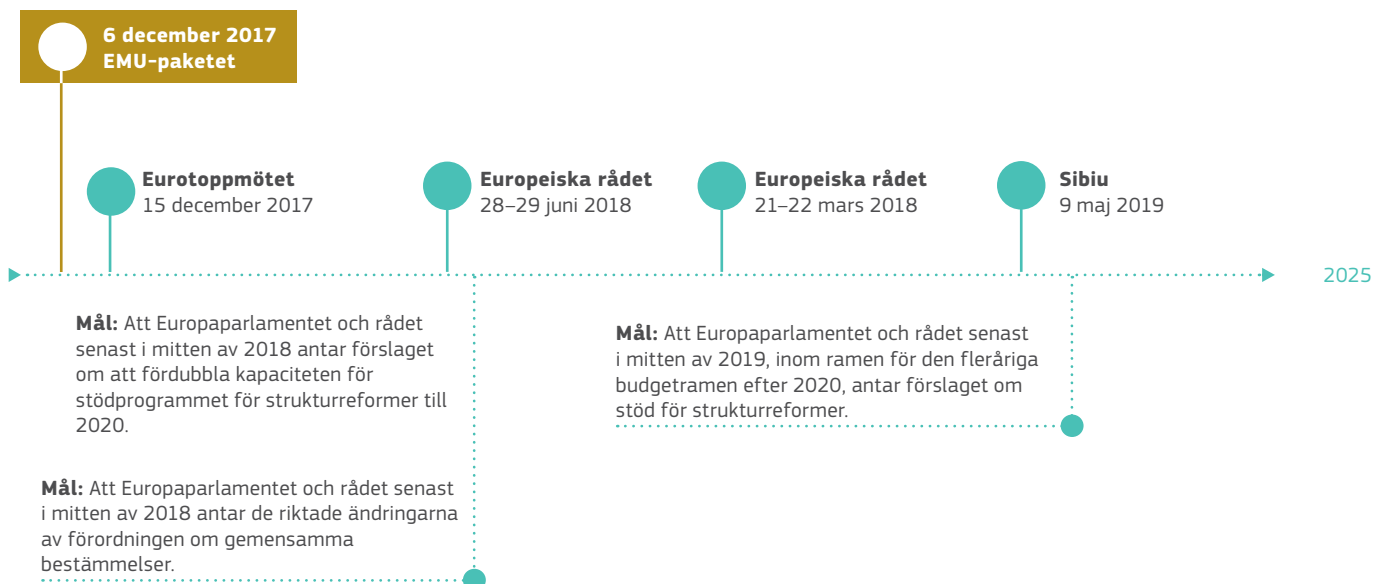 6 december 2017
EMU-paketet
Eurotoppmötet
15 december 2017
Europeiska rådet
28–29 juni 2018
Europeiska rådet
21–22 mars 2018
Sibiu
9 maj 2019
2025
Mål: Att Europaparlamentet och rådet
senast i mitten av 2018 antar förslaget
om att fördubbla kapaciteten för
stödprogrammet för strukturreformer till
2020.
Mål: Att Europaparlamentet och rådet senast
i mitten av 2019, inom ramen för den fleråriga
budgetramen efter 2020, antar förslaget om
stöd för strukturreformer.
Mål: Att Europaparlamentet och rådet senast
i mitten av 2018 antar de riktade ändringarna
av förordningen om gemensamma
bestämmelser.